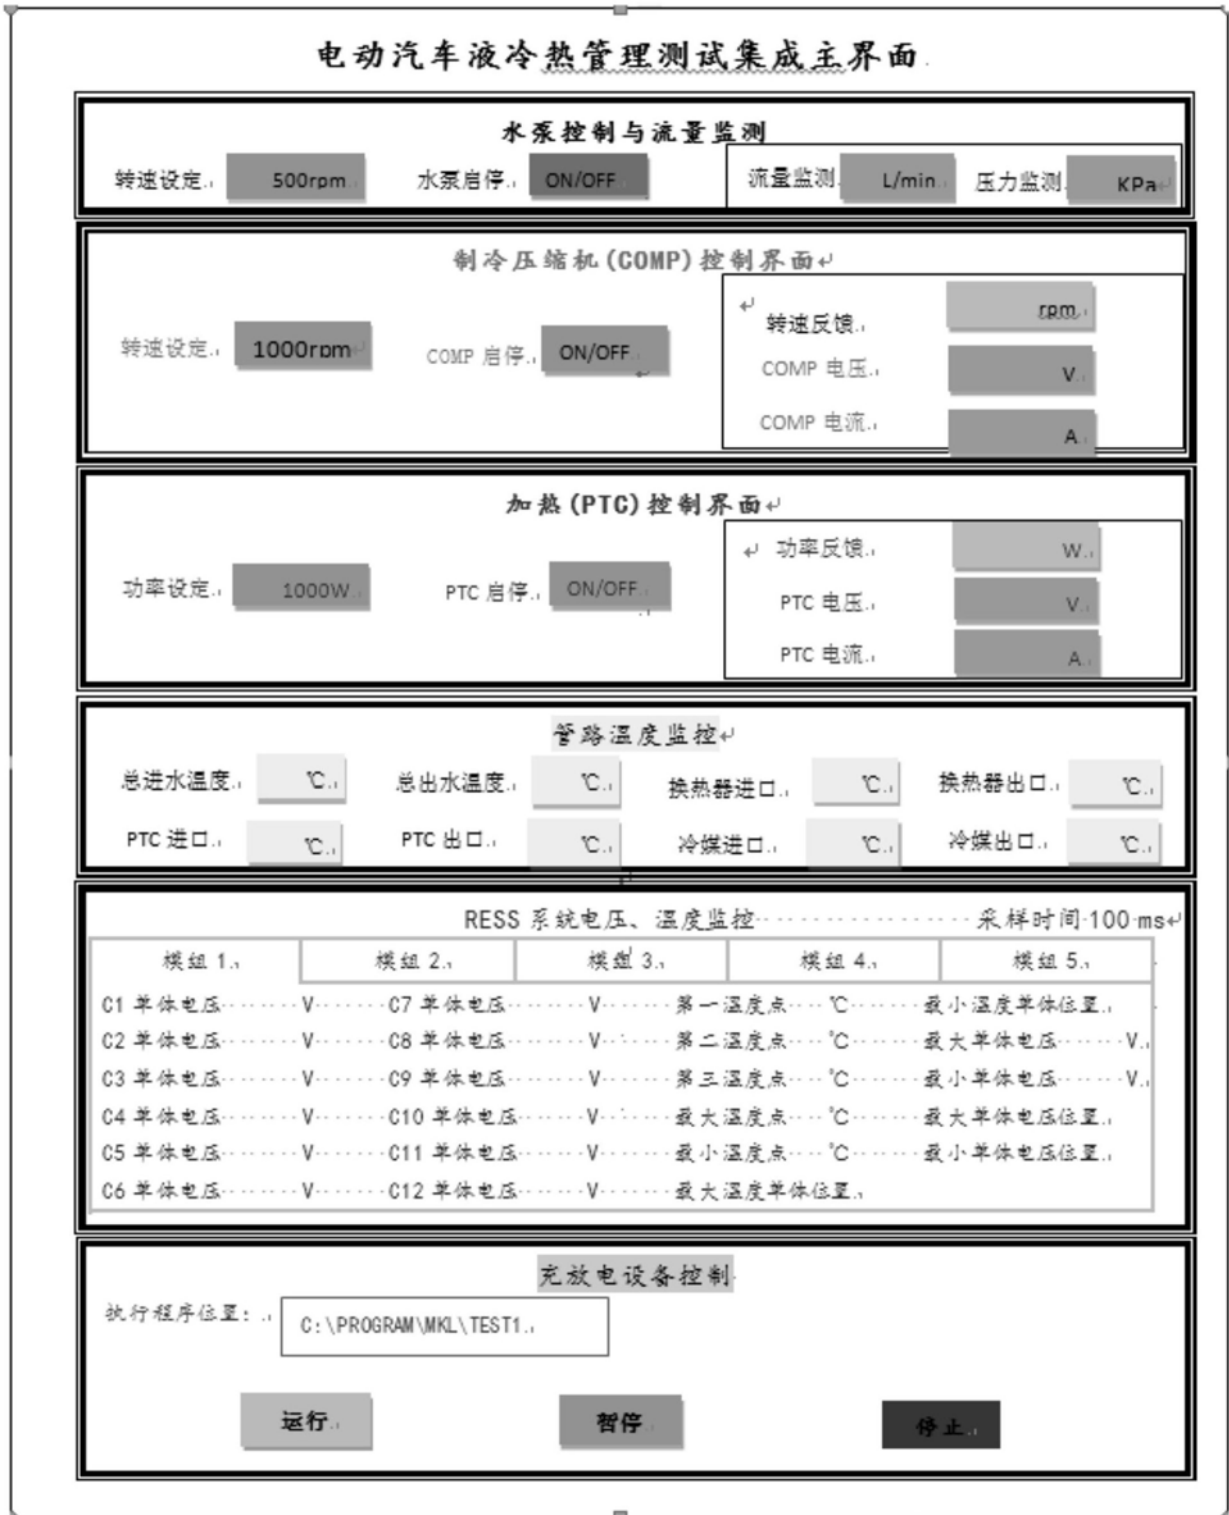 电动汽车液冷热管理测试集成主界面
水泵控制与流量监测
转速设定 500rpm 水泵启停 ON/OFF 流量监测 L/min 压力监测 KPa
制冷压缩机(COMP)控制界面
转速设定 1000rpm COMP 启停 ON/OFF
转速反馈 rpm
COMP 电压 V
COMP 电流 A
加热(PTC)控制界面
功率设定 1000W PTC 启停 ON/OFF
功率反馈 W
PTC 电压 V
PTC 电流 A
管路温度监控
总进水温度 ℃ 总出水温度 ℃ 换热器进口 ℃ 换热器出口 ℃
PTC 进口 ℃ PTC 出口 ℃ 冷媒进口 ℃ 冷媒出口 ℃
RESS 系统电压、温度监控 采样时间 100 ms
模组 1 模组 2 模组 3 模组 4 模组 5
C1 单体电压 V C7 单体电压 V 第一温度点 ℃ 最小温度单体位置
C2 单体电压 V C8 单体电压 V 第二温度点 ℃ 最大单体电压 V
C3 单体电压 V C9 单体电压 V 第三温度点 ℃ 最小单体电压 V
C4 单体电压 V C10 单体电压 V 最大温度点 ℃ 最大单体电压位置
C5 单体电压 V C11 单体电压 V 最小温度点 ℃ 最小单体电压位置
C6 单体电压 V C12 单体电压 V 最大温度单体位置
充放电设备控制
执行程序位置: C:\PROGRAM\MKL\TEST1
运行 暂停 停止